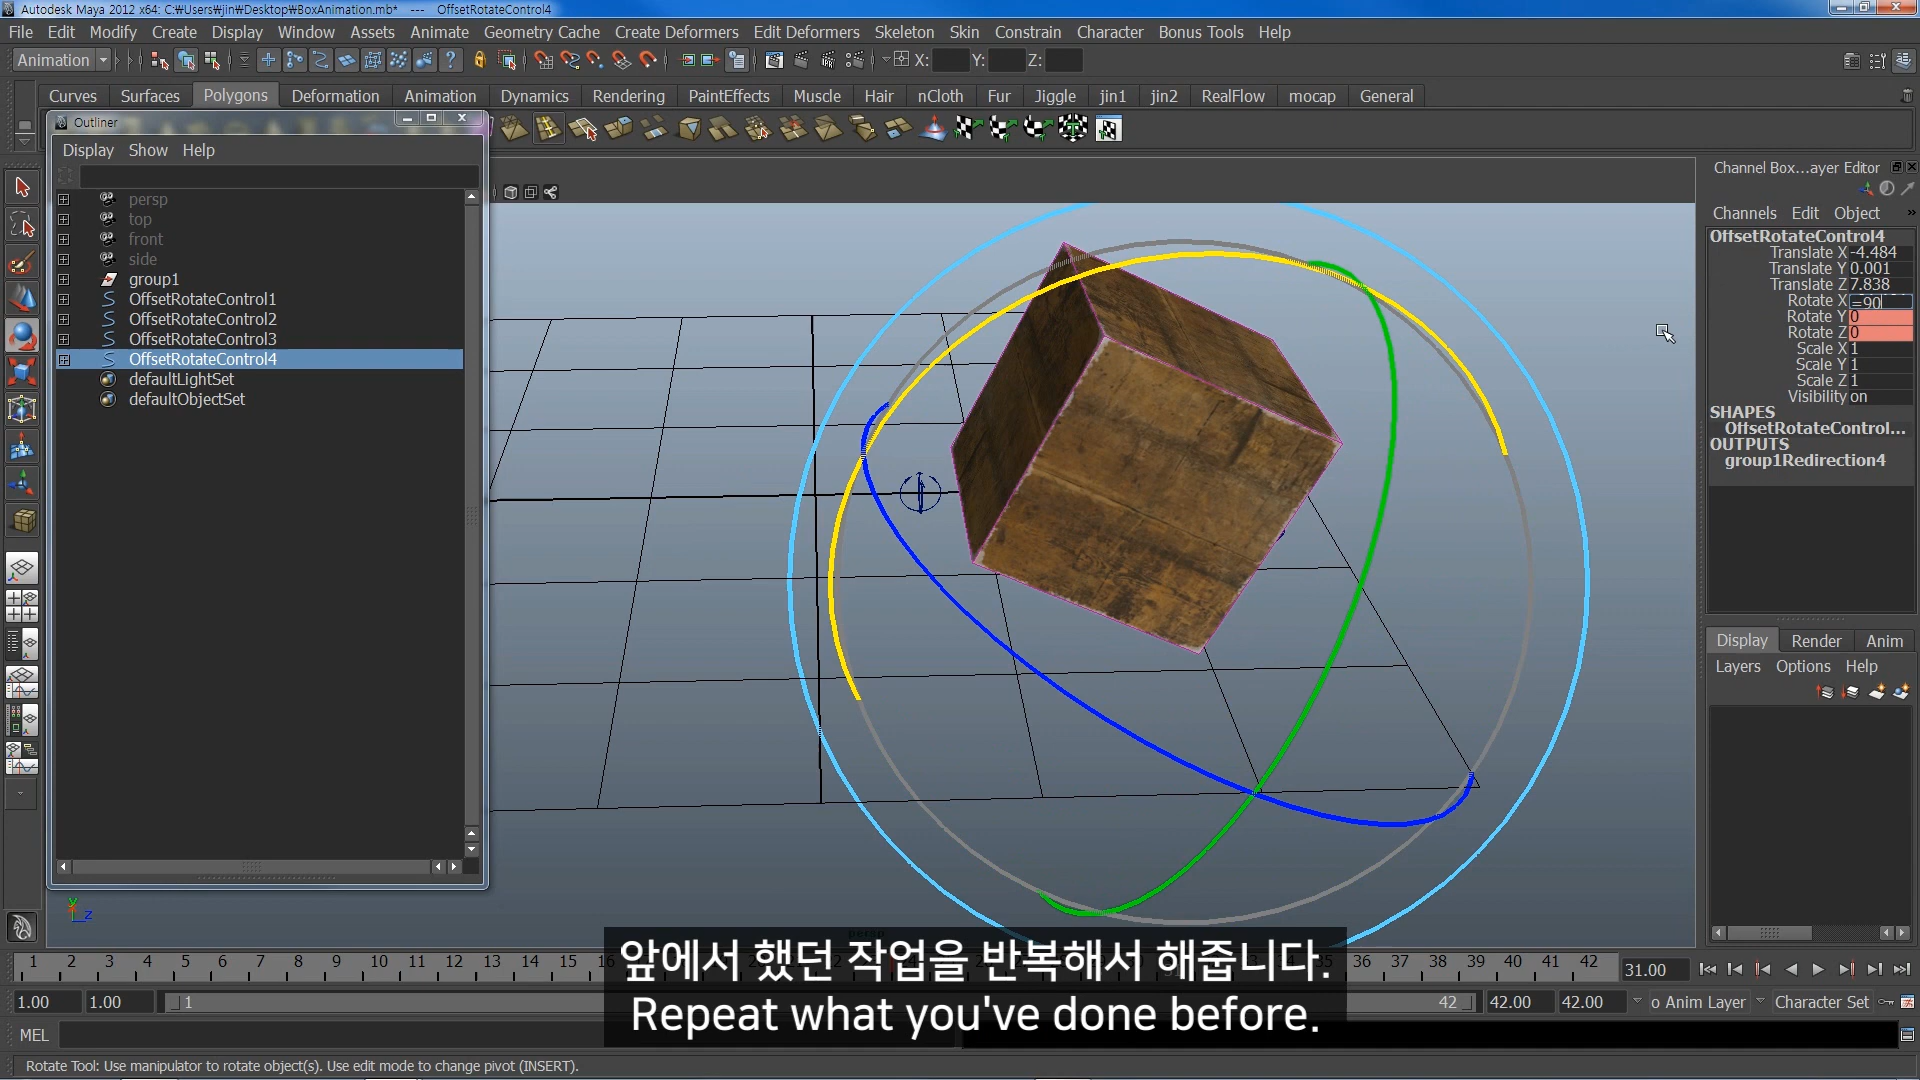 Autodesk Maya 2012 x64: C:₩Users₩jin₩Desktop₩BoxAnimation.mb* --- OffsetRotateControl4
File Edit Modify Create Display Window Assets Animate Geometry Cache Create Deformers Edit Deformers Skeleton Skin Constrain Character Bonus Tools Help
Animation X: Y: Z:
Curves Surfaces Polygons Deformation Animation Dynamics Rendering PaintEffects Muscle Hair nCloth Fur Jiggle jin1 jin2 RealFlow mocap General
Outliner
Display Show Help
persp
top
front
side
group1
OffsetRotateControl1
OffsetRotateControl2
OffsetRotateControl3
OffsetRotateControl4
defaultLightSet
defaultObjectSet
Channel Box...ayer Editor
Channels Edit Object »
OffsetRotateControl4
Translate X -4.484
Translate Y 0.001
Translate Z 7.838
Rotate X =90
Rotate Y 0
Rotate Z 0
Scale X 1
Scale Y 1
Scale Z 1
Visibility on
SHAPES
OffsetRotateControl...
OUTPUTS
group1Redirection4
Display Render Anim
Layers Options Help
y z
앞에서 했던 작업을 반복해서 해줍니다.
Repeat what you've done before.
1 2 3 4 5 6 7 8 9 10 11 12 13 14 15 36 37 38 39 40 41 42 31.00
1.00 1.00 1 42 42.00 42.00 o Anim Layer Character Set
MEL
Rotate Tool: Use manipulator to rotate object(s). Use edit mode to change pivot (INSERT).